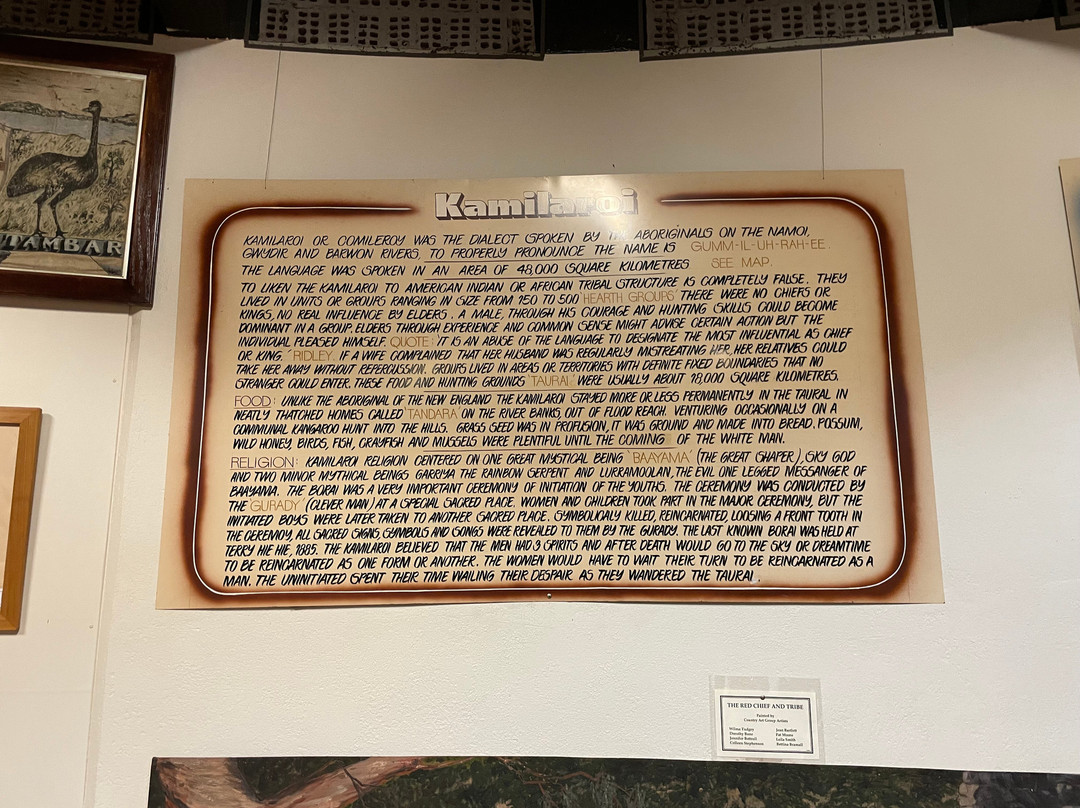 TAMBAR
Kamilaroi
KAMILAROI OR COMILEROY WAS THE DIALECT SPOKEN BY THE ABORIGINALS ON THE NAMOI,
GWYDIR AND BARWON RIVERS, TO PROPERLY PRONOUNCE THE NAME IS GUMM-IL-UH-RAH-EE.
THE LANGUAGE WAS SPOKEN IN AN AREA OF 48,000 SQUARE KILOMETRES SEE MAP.
TO LIKEN THE KAMILAROI TO AMERICAN INDIAN OR AFRICAN TRIBAL STRUCTURE IS COMPLETELY FALSE. THEY
LIVED IN UNITS OR GROUPS RANGING IN SIZE FROM 150 TO 500 'HEARTH GROUPS' THERE WERE NO CHIEFS OR
KINGS, NO REAL INFLUENCE BY ELDERS. A MALE, THROUGH HIS COURAGE AND HUNTING SKILLS COULD BECOME
DOMINANT IN A GROUP. ELDERS THROUGH EXPERIENCE AND COMMON SENSE MIGHT ADVISE CERTAIN ACTION BUT THE
INDIVIDUAL PLEASED HIMSELF. QUOTE: 'IT IS AN ABUSE OF THE LANGUAGE TO DESIGNATE THE MOST INFLUENTIAL AS CHIEF
OR KING. 'RIDLEY. IF A WIFE COMPLAINED THAT HER HUSBAND WAS REGULARLY MISTREATING HER, HER RELATIVES COULD
TAKE HER AWAY WITHOUT REPERCUSSION. GROUPS LIVED IN AREAS OR TERRITORIES WITH DEFINITE FIXED BOUNDARIES THAT NO
STRANGER COULD ENTER. THESE FOOD AND HUNTING GROUNDS 'TAURAI' WERE USUALLY ABOUT 18,000 SQUARE KILOMETRES.
FOOD: UNLIKE THE ABORIGINAL OF THE NEW ENGLAND THE KAMILAROI STAYED MORE OR LESS PERMANENTLY IN THE TAURAI IN
NEATLY THATCHED HOMES CALLED 'TANDARA' ON THE RIVER BANKS, OUT OF FLOOD REACH. VENTURING OCCASIONALLY ON A
COMMUNAL KANGAROO HUNT INTO THE HILLS. GRASS SEED WAS IN PROFUSION, IT WAS GROUND AND MADE INTO BREAD. POSSUM,
WILD HONEY, BIRDS, FISH, CRAYFISH AND MUSSELS WERE PLENTIFUL UNTIL THE COMING OF THE WHITE MAN.
RELIGION: KAMILAROI RELIGION CENTERED ON ONE GREAT MYSTICAL BEING 'BAAYAMA' (THE GREAT SHAPER), SKY GOD
AND TWO MINOR MYTHICAL BEINGS GARRIYA THE RAINBOW SERPENT AND LURRAMOOLAN, THE EVIL ONE LEGGED MESSANGER OF
BAAYAMA. THE BORAI WAS A VERY IMPORTANT CEREMONY OF INITIATION OF THE YOUTHS. THE CEREMONY WAS CONDUCTED BY
THE GURADY (CLEVER MAN) AT A SPECIAL SACRED PLACE. WOMEN AND CHILDREN TOOK PART IN THE MAJOR CEREMONY, BUT THE
INITIATED BOYS WERE LATER TAKEN TO ANOTHER SACRED PLACE. SYMBOLICALY KILLED, REINCARNATED, LOOSING A FRONT TOOTH IN
THE CEREMONY, ALL SACRED SIGNS, SYMBOLS AND SONGS WERE REVEALED TO THEM BY THE GURADY. THE LAST KNOWN BORAI WAS HELD AT
TERRY HIE HIE, 1885. THE KAMILAROI BELIEVED THAT THE MEN HAD 3 SPIRITS AND AFTER DEATH WOULD GO TO THE SKY OR DREAMTIME
TO BE REINCARNATED AS ONE FORM OR ANOTHER. THE WOMEN WOULD HAVE TO WAIT THEIR TURN TO BE REINCARNATED AS A
MAN. THE UNINITIATED SPENT THEIR TIME WAILING THEIR DESPAIR AS THEY WANDERED THE TAURAI.
THE RED CHIEF AND TRIBE
Painted by
Country Art Group Artists